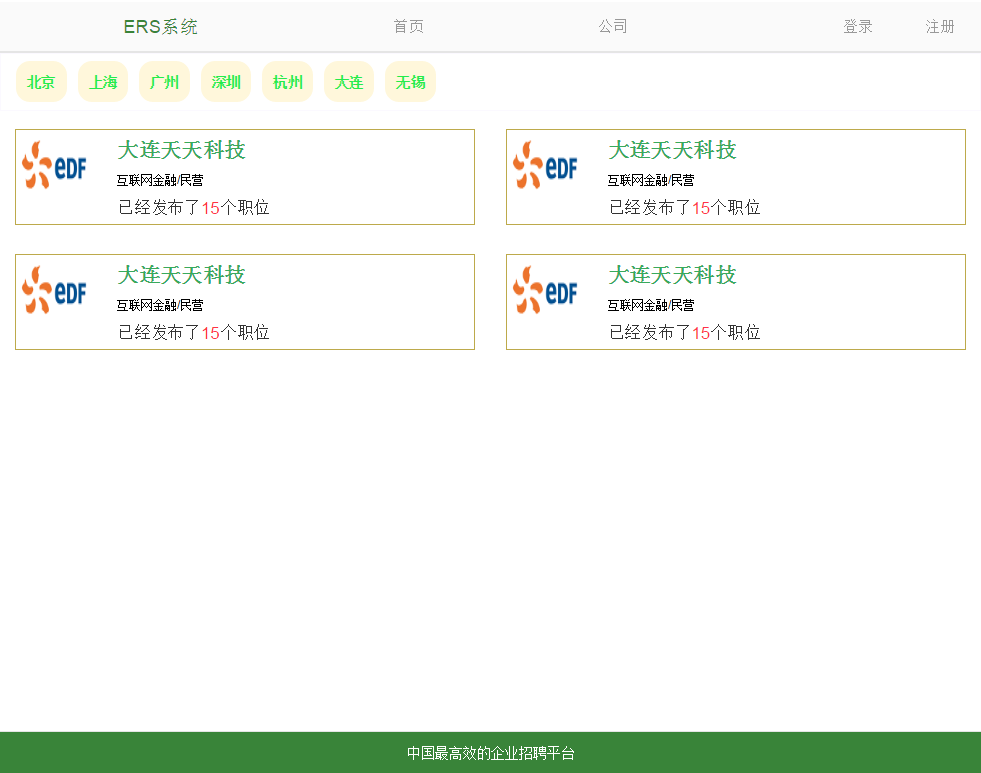 ERS系统 首页 公司 登录 注册
北京 上海 广州 深圳 杭州 大连 无锡
eDF
大连天天科技
互联网金融/民营
已经发布了15个职位
eDF
大连天天科技
互联网金融/民营
已经发布了15个职位
eDF
大连天天科技
互联网金融/民营
已经发布了15个职位
eDF
大连天天科技
互联网金融/民营
已经发布了15个职位
中国最高效的企业招聘平台